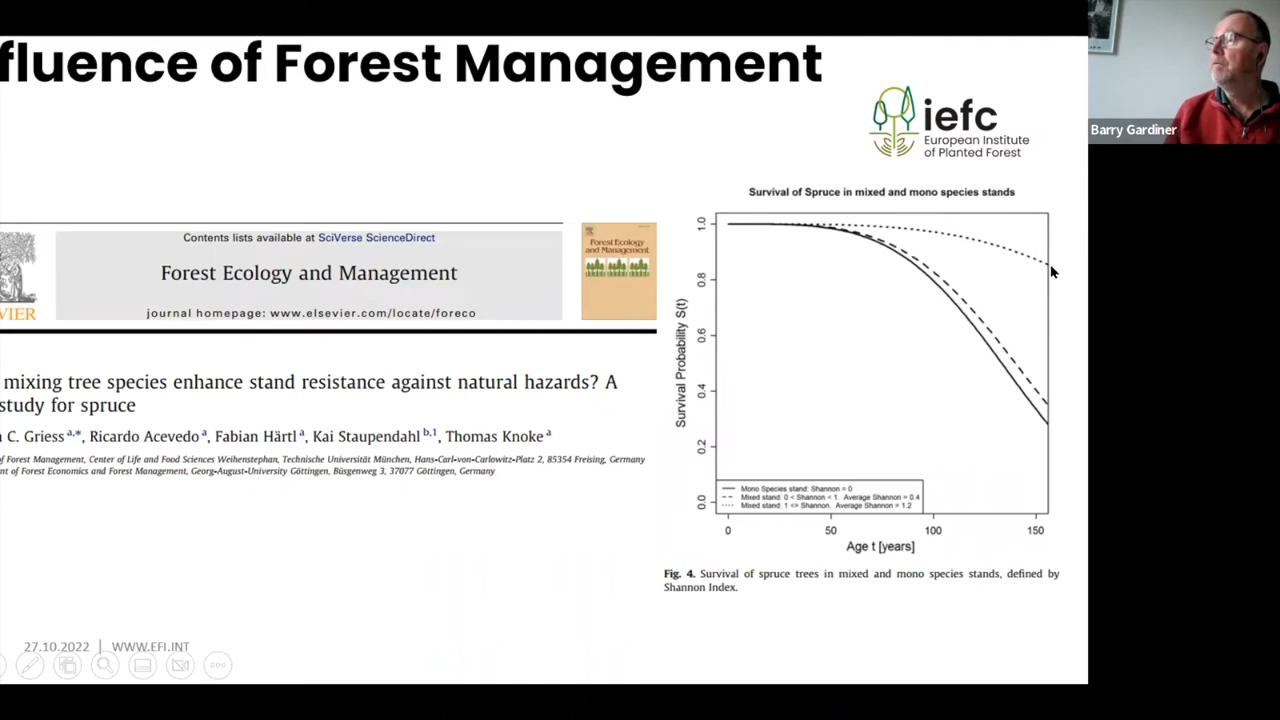 fluence of Forest Management
iefc
European Institute
of Planted Forest
Barry Gardiner
Contents lists available at SciVerse ScienceDirect
Forest Ecology and Management
journal homepage: www.elsevier.com/locate/foreco
VIER
Forest Ecology
and Management
mixing tree species enhance stand resistance against natural hazards? A
study for spruce
C. Griess a,*, Ricardo Acevedo a, Fabian Härtl a, Kai Staupendahl b,1, Thomas Knoke a
of Forest Management, Center of Life and Food Sciences Weihenstephan, Technische Universität München, Hans-Carl-von-Carlowitz-Platz 2, 85354 Freising, Germany
ent of Forest Economics and Forest Management, Georg-August-University Göttingen, Büsgenweg 3, 37077 Göttingen, Germany
Survival of Spruce in mixed and mono species stands
Survival Probability S(t)
1.0
0.8
0.6
0.4
0.2
0.0
Mono Species stand: Shannon = 0
Mixed stand: 0 < Shannon < 1. Average Shannon = 0.4
Mixed stand: 1 <= Shannon. Average Shannon = 1.2
0 50 100 150
Age t [years]
Fig. 4. Survival of spruce trees in mixed and mono species stands, defined by
Shannon Index.
27.10.2022 | WWW.EFI.INT